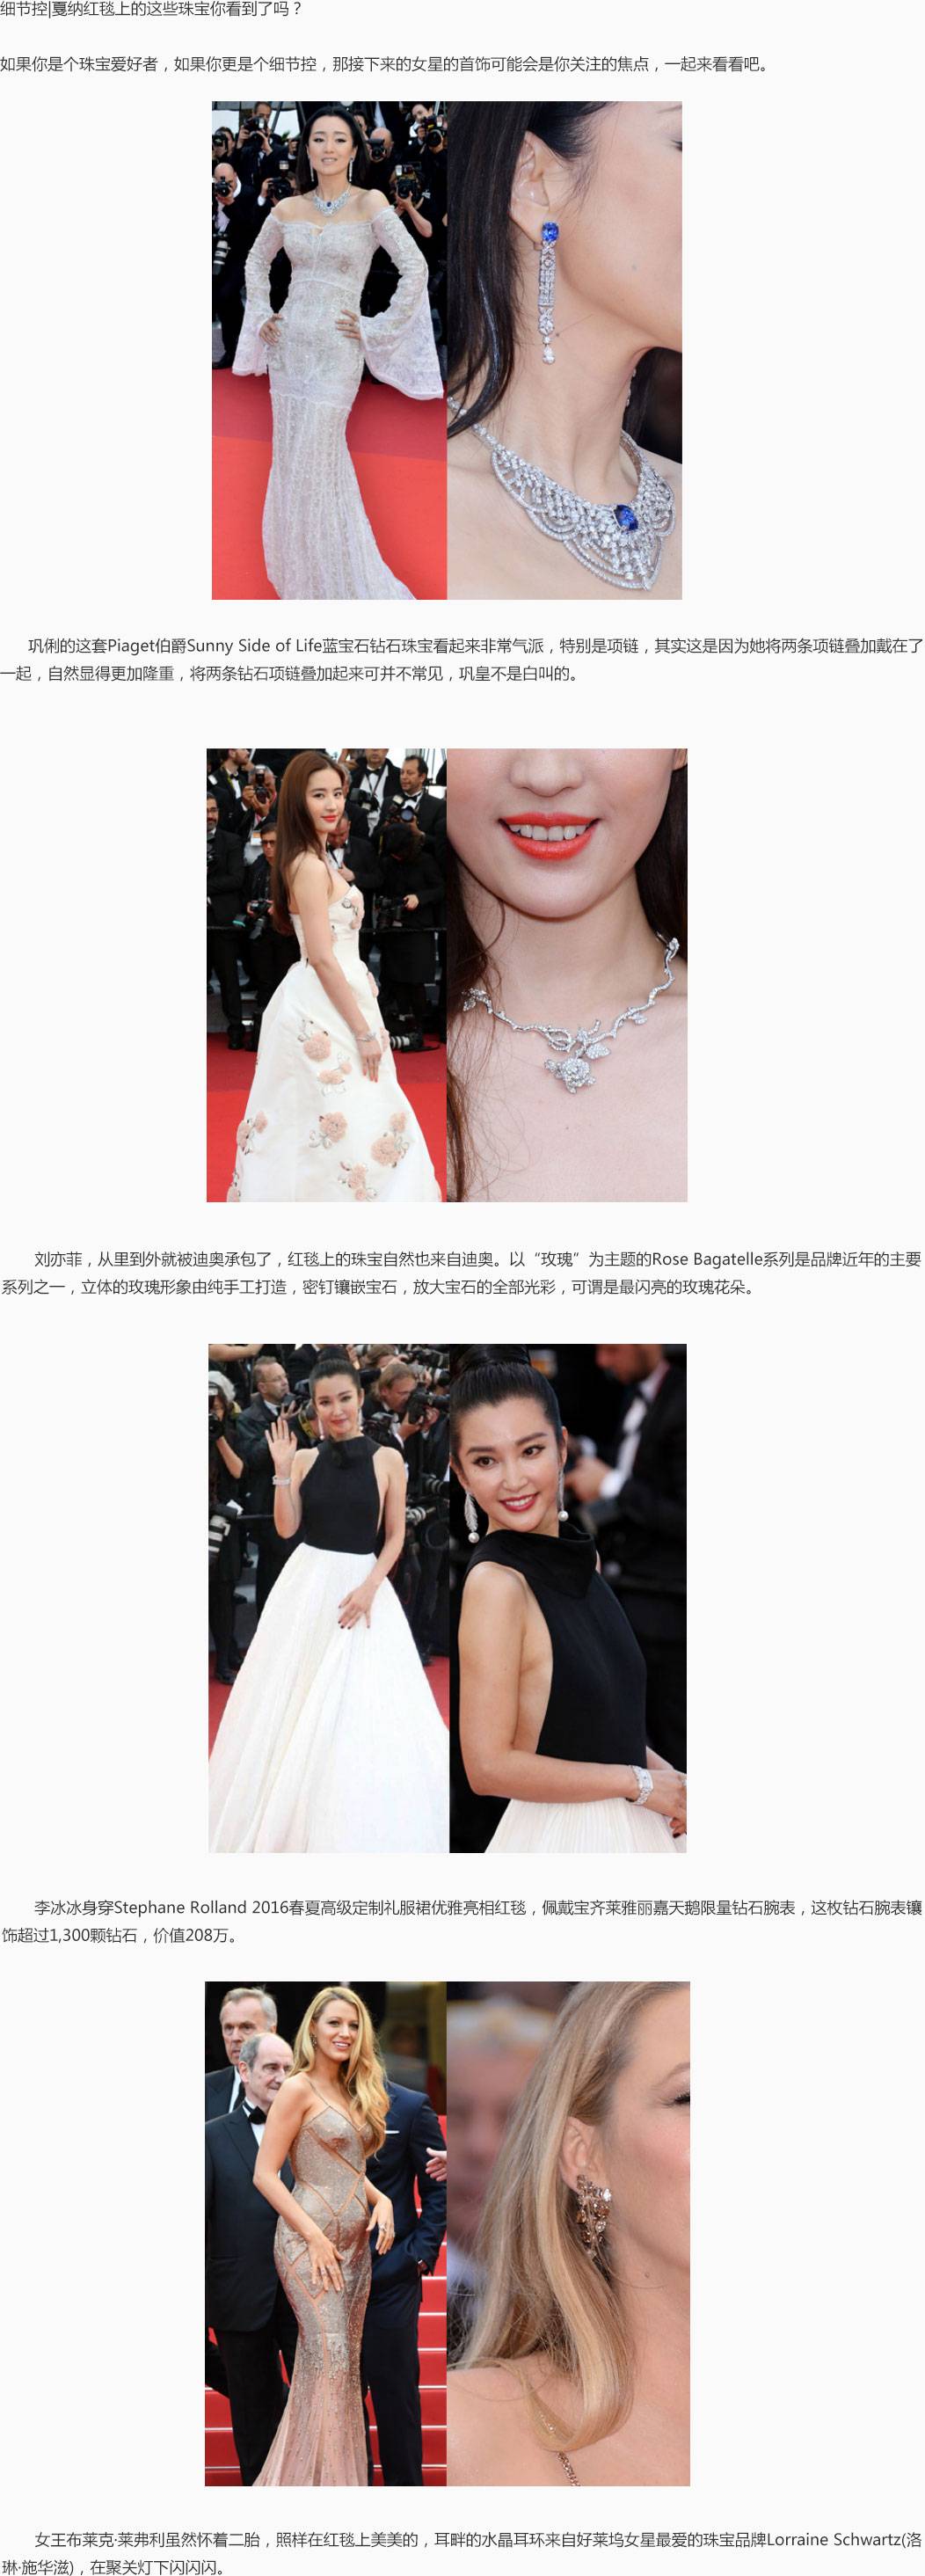 细节控|戛纳红毯上的这些珠宝你看到了吗？
如果你是个珠宝爱好者，如果你更是个细节控，那接下来的女星的首饰可能会是你关注的焦点，一起来看看吧。
巩俐的这套Piaget伯爵Sunny Side of Life蓝宝石钻石珠宝看起来非常气派，特别是项链，其实这是因为她将两条项链叠加戴在了
一起，自然显得更加隆重，将两条钻石项链叠加起来可并不常见，巩皇不是白叫的。
刘亦菲，从里到外就被迪奥承包了，红毯上的珠宝自然也来自迪奥。以“玫瑰”为主题的Rose Bagatelle系列是品牌近年的主要
系列之一，立体的玫瑰形象由纯手工打造，密钉镶嵌宝石，放大宝石的全部光彩，可谓是最闪亮的玫瑰花朵。
李冰冰身穿Stephane Rolland 2016春夏高级定制礼服裙优雅亮相红毯，佩戴宝齐莱雅丽嘉天鹅限量钻石腕表，这枚钻石腕表镶
饰超过1,300颗钻石，价值208万。
女王布莱克·莱弗利虽然怀着二胎，照样在红毯上美美的，耳畔的水晶耳环来自好莱坞女星最爱的珠宝品牌Lorraine Schwartz(洛
琳·施华滋)，在聚关灯下闪闪闪。